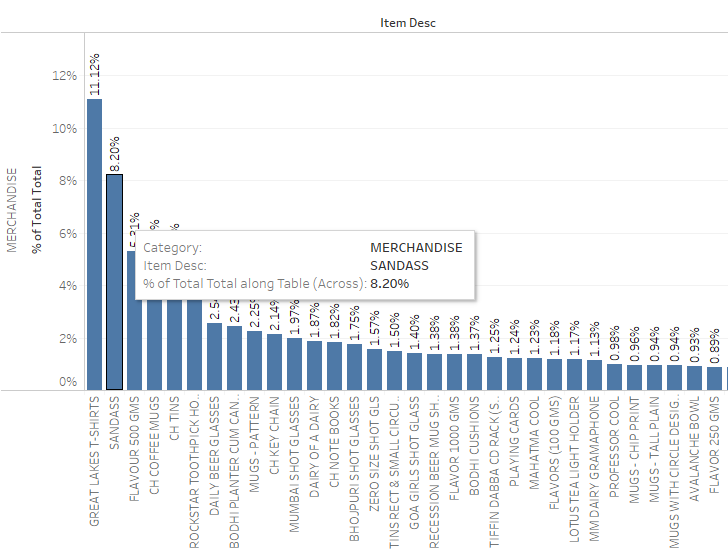 Item Desc
MERCHANDISE
% of Total Total
12%
10%
8%
6%
4%
2%
0%
11.12%
8.20%
Category: MERCHANDISE
Item Desc: SANDASS
% of Total Total along Table (Across): 8.20%
2.25%
2.14%
1.97%
1.87%
1.82%
1.75%
1.57%
1.50%
1.40%
1.38%
1.38%
1.37%
1.25%
1.24%
1.23%
1.18%
1.17%
1.13%
0.98%
0.96%
0.94%
0.94%
0.93%
0.89%
GREAT LAKES T-SHIRTS
SANDASS
FLAVOUR 500 GMS
CH COFFEE MUGS
CH TINS
ROCKSTAR TOOTHPICK HO..
DAILY BEER GLASSES
BODHI PLANTER CUM CAN..
MUGS - PATTERN
CH KEY CHAIN
MUMBAI SHOT GLASSES
DAIRY OF A DAIRY
CH NOTE BOOKS
BHOJPURI SHOT GLASSES
ZERO SIZE SHOT GLS
TINS RECT & SMALL CIRCU..
GOA GIRLS SHOT GLASS
RECESSION BEER MUG SH..
FLAVOR 1000 GMS
BODHI CUSHIONS
TIFFIN DABBA CD RACK(S..
PLAYING CARDS
MAHATMA COOL
FLAVORS (100 GMS)
LOTUS TEA LIGHT HOLDER
MM DAIRY GRAMAPHONE
PROFESSOR COOL
MUGS - CHIP PRINT
MUGS - TALL PLAIN
MUGS WITH CIRCLE DESIG..
AVALANCHE BOWL
FLAVOR 250 GMS